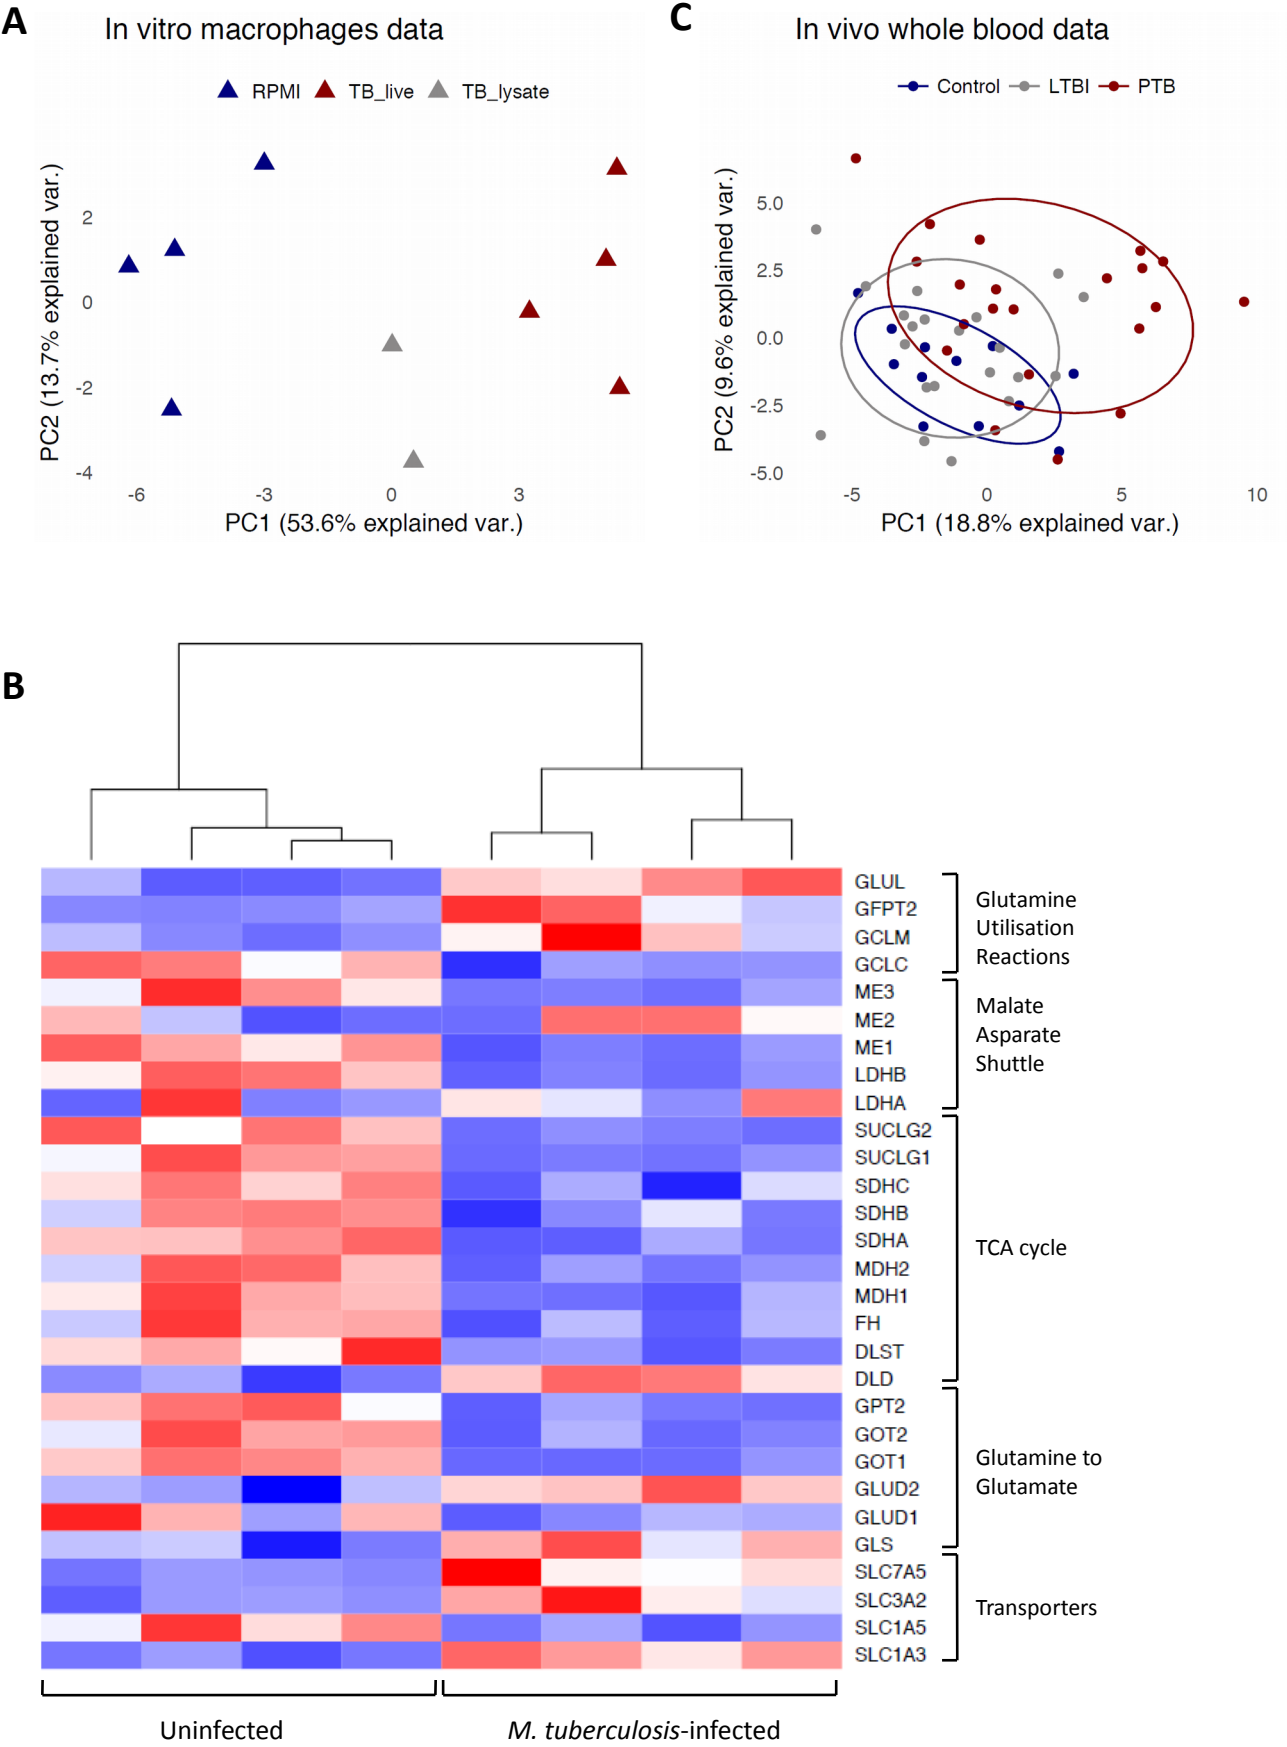 A
In vitro macrophages data
RPMI TB_live TB_lysate
PC2 (13.7% explained var.)
2
0
-2
-4
-6 -3 0 3
PC1 (53.6% explained var.)
C
In vivo whole blood data
Control LTBI PTB
PC2 (9.6% explained var.)
5.0
2.5
0.0
-2.5
-5.0
-5 0 5 10
PC1 (18.8% explained var.)
B
GLUL
GFPT2
GCLM
GCLC
ME3
ME2
ME1
LDHB
LDHA
SUCLG2
SUCLG1
SDHC
SDHB
SDHA
MDH2
MDH1
FH
DLST
DLD
GPT2
GOT2
GOT1
GLUD2
GLUD1
GLS
SLC7A5
SLC3A2
SLC1A5
SLC1A3
Glutamine
Utilisation
Reactions
Malate
Asparate
Shuttle
TCA cycle
Glutamine to
Glutamate
Transporters
Uninfected
M. tuberculosis-infected